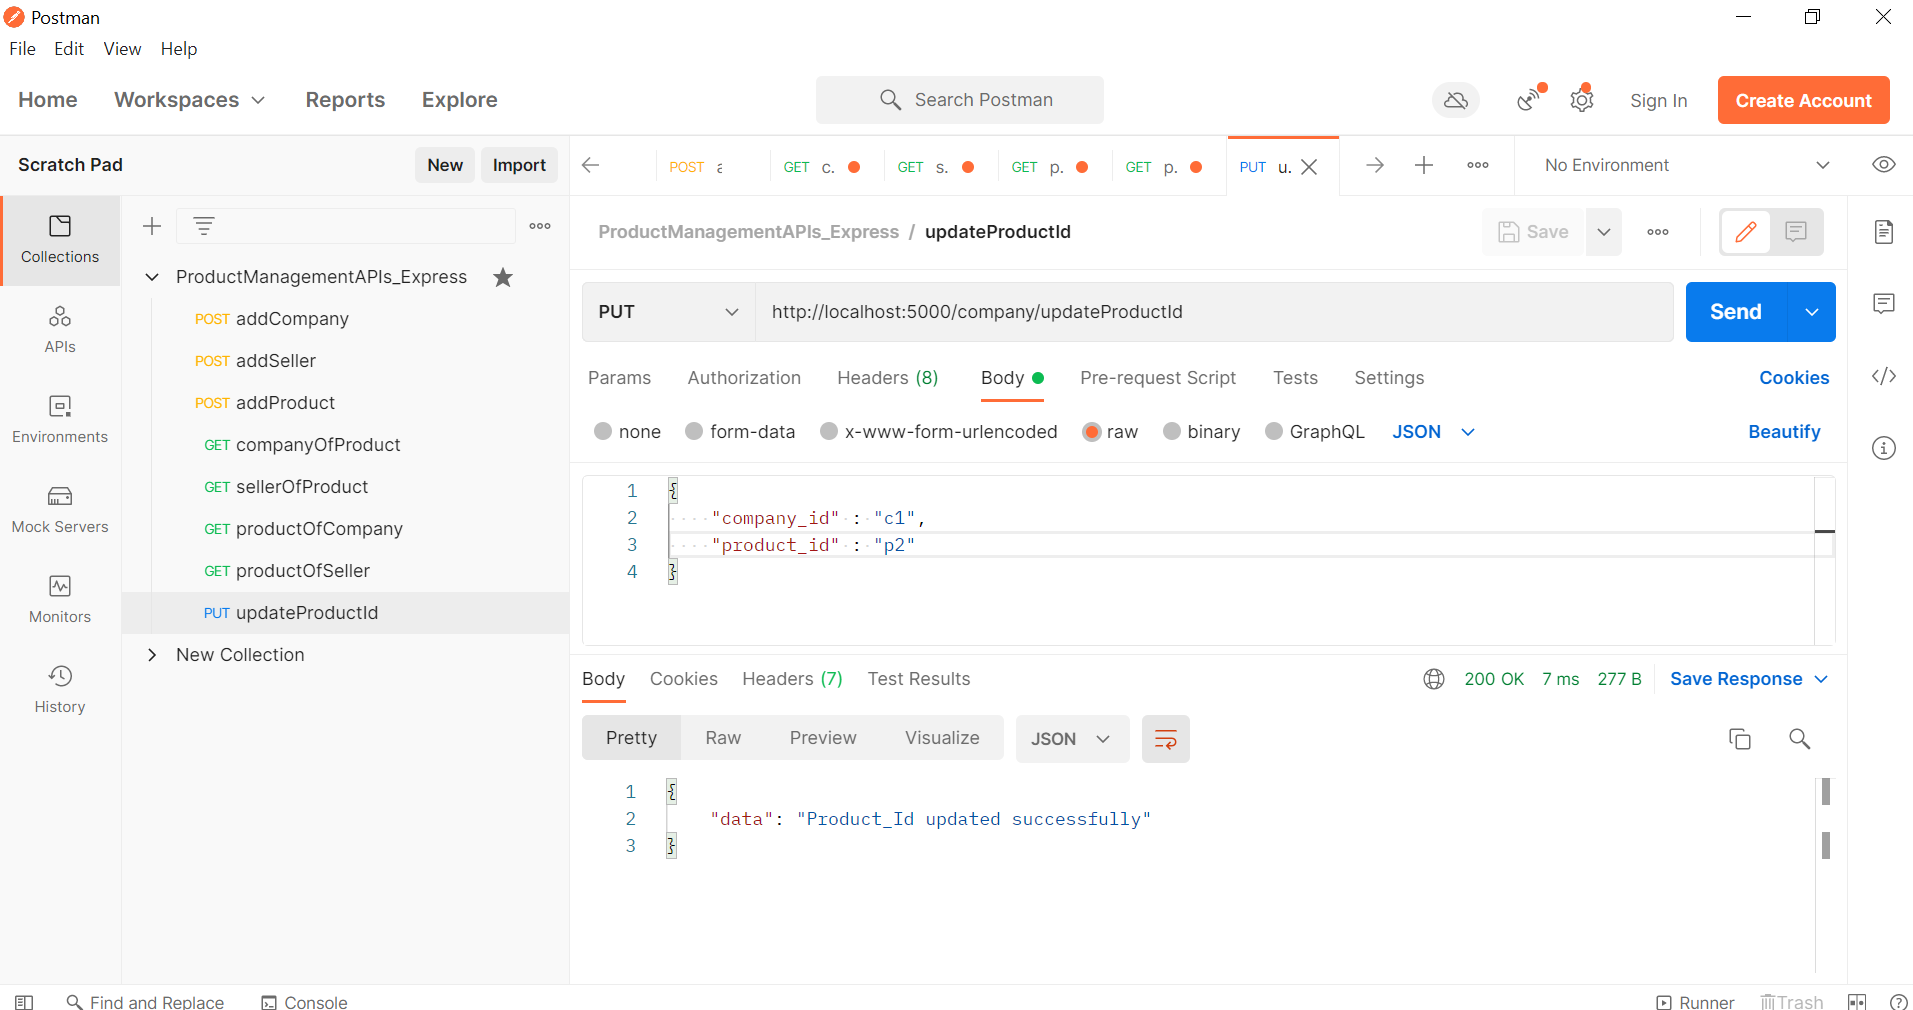 Postman
File Edit View Help
Home Workspaces Reports Explore Search Postman Sign In Create Account
Scratch Pad New Import POST GET c. GET s. GET p. GET p. PUT u. No Environment
ProductManagementAPIs_Express / updateProductId Save
Collections
ProductManagementAPIs_Express
POST addCompany
POST addSeller
POST addProduct
GET companyOfProduct
GET sellerOfProduct
GET productOfCompany
GET productOfSeller
PUT updateProductId
New Collection
APIs
Environments
Mock Servers
Monitors
History
PUT http://localhost:5000/company/updateProductId Send
Params Authorization Headers (8) Body Pre-request Script Tests Settings Cookies
none form-data x-www-form-urlencoded raw binary GraphQL JSON Beautify
1 {
2 "company_id" : "c1",
3 "product_id" : "p2"
4 }
Body Cookies Headers (7) Test Results 200 OK 7 ms 277 B Save Response
Pretty Raw Preview Visualize JSON
1 {
2 "data": "Product_Id updated successfully"
3 }
Find and Replace Console Runner Trash